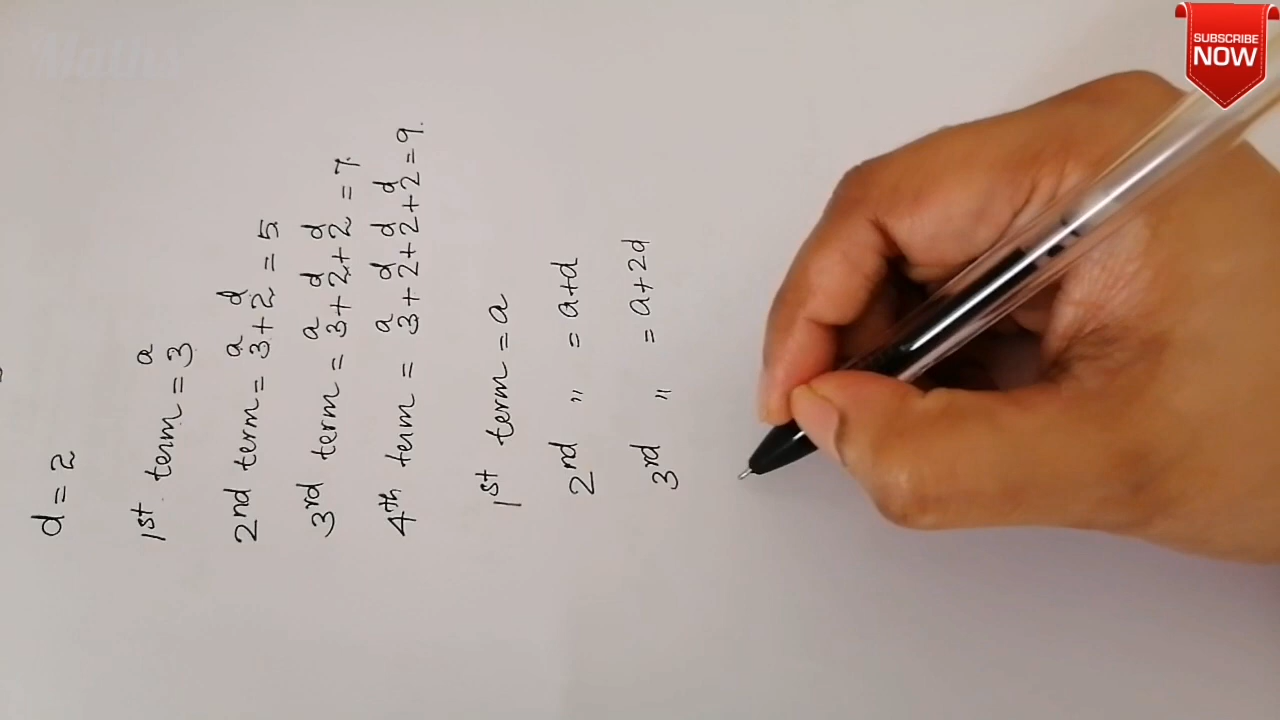 d = 2
a
1st term = 3
a d
2nd term = 3 + 2 = 5
a d d
3rd term = 3 + 2 + 2 = 7.
a d d d
4th term = 3 + 2 + 2 + 2 = 9.
1st term = a
2nd " = a+d
3rd " = a+2d
SUBSCRIBE
NOW
Maths